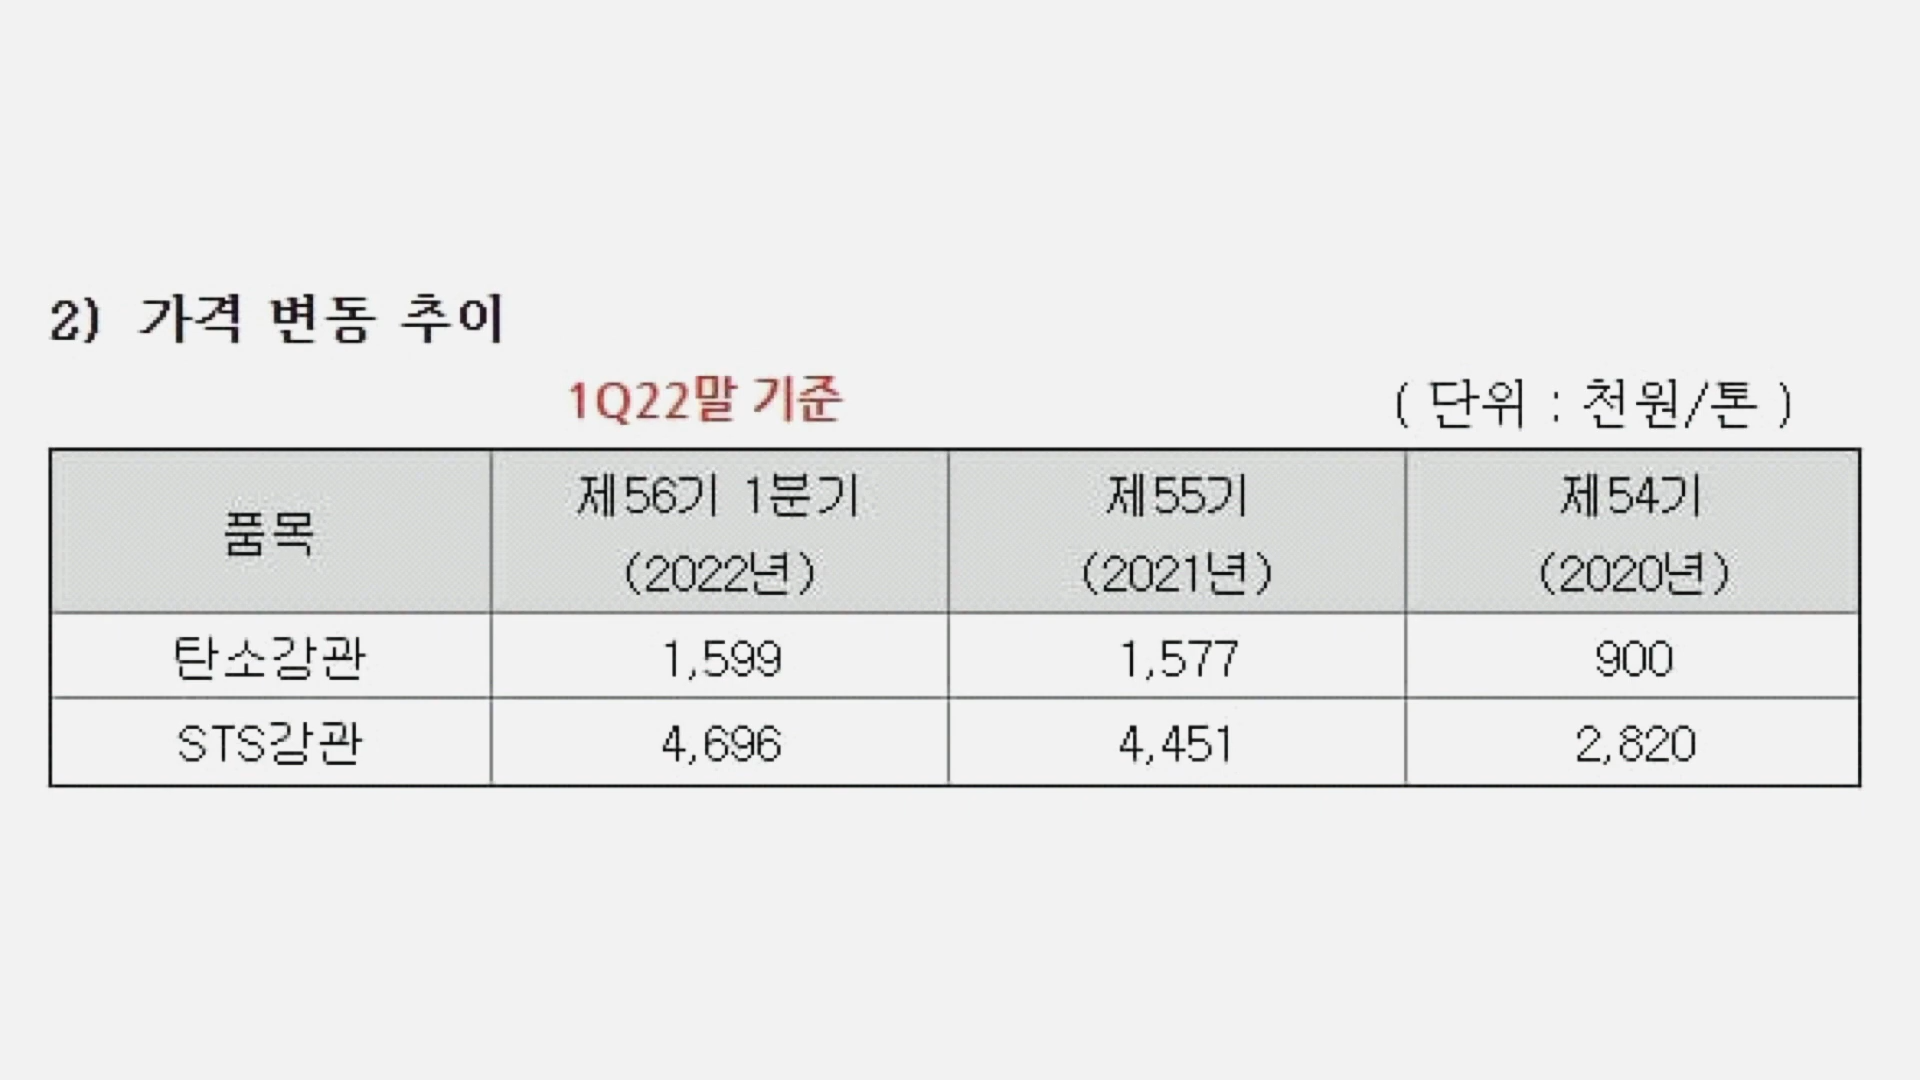 2) 가격 변동 추이
1Q22말 기준
( 단위 : 천원/톤 )
품목 제56기 1분기 (2022년) 제55기 (2021년) 제54기 (2020년)
탄소강관 1,599 1,577 900
STS강관 4,696 4,451 2,820